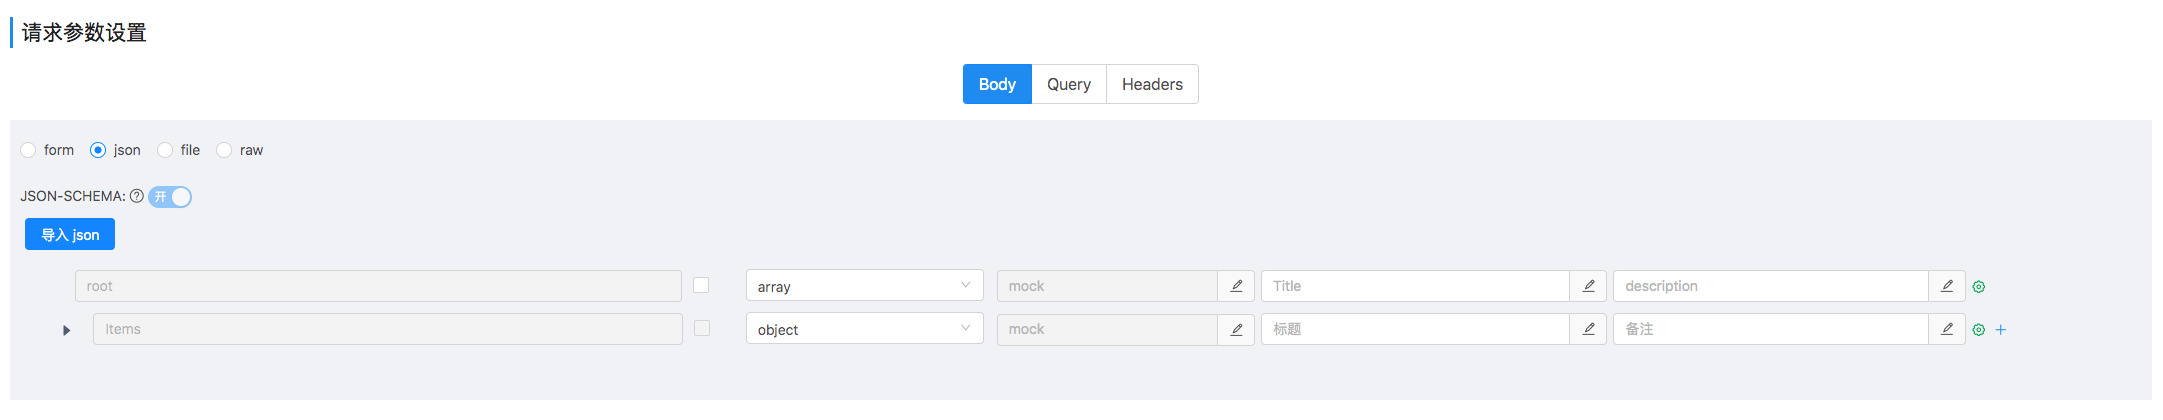 请求参数设置
Body Query Headers
form json file raw
JSON-SCHEMA: ? 开
导入 json
root array mock Title description
Items object mock 标题 备注